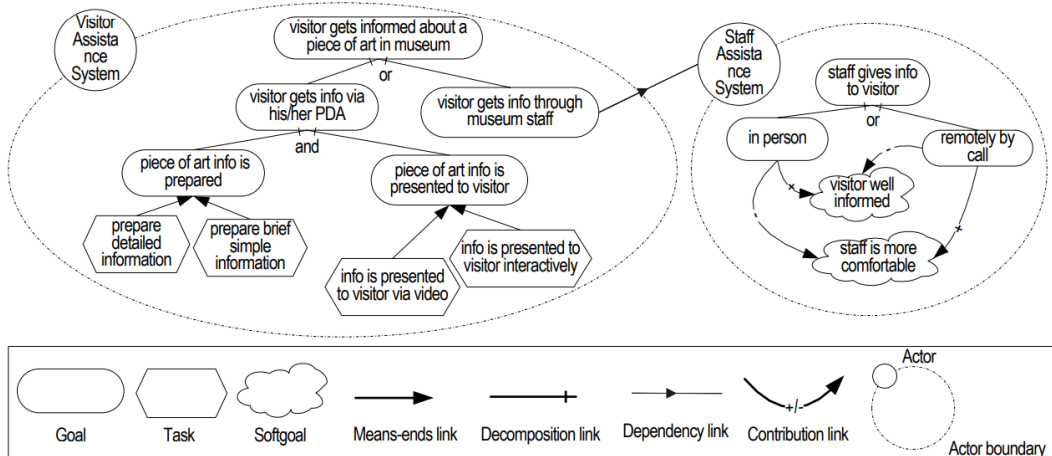 Visitor
Assista
nce
System
visitor gets informed about a
piece of art in museum
or
visitor gets info via
his/her PDA
visitor gets info through
museum staff
and
piece of art info is
prepared
piece of art info is
presented to visitor
prepare
detailed
information
prepare brief
simple
information
info is presented
to visitor via video
info is presented to
visitor interactively
Staff
Assista
nce
System
staff gives info
to visitor
or
in person
remotely by
call
-
+
visitor well
informed
-
+
staff is more
comfortable
Goal
Task
Softgoal
Means-ends link
Decomposition link
Dependency link
+/-
Contribution link
Actor
Actor boundary